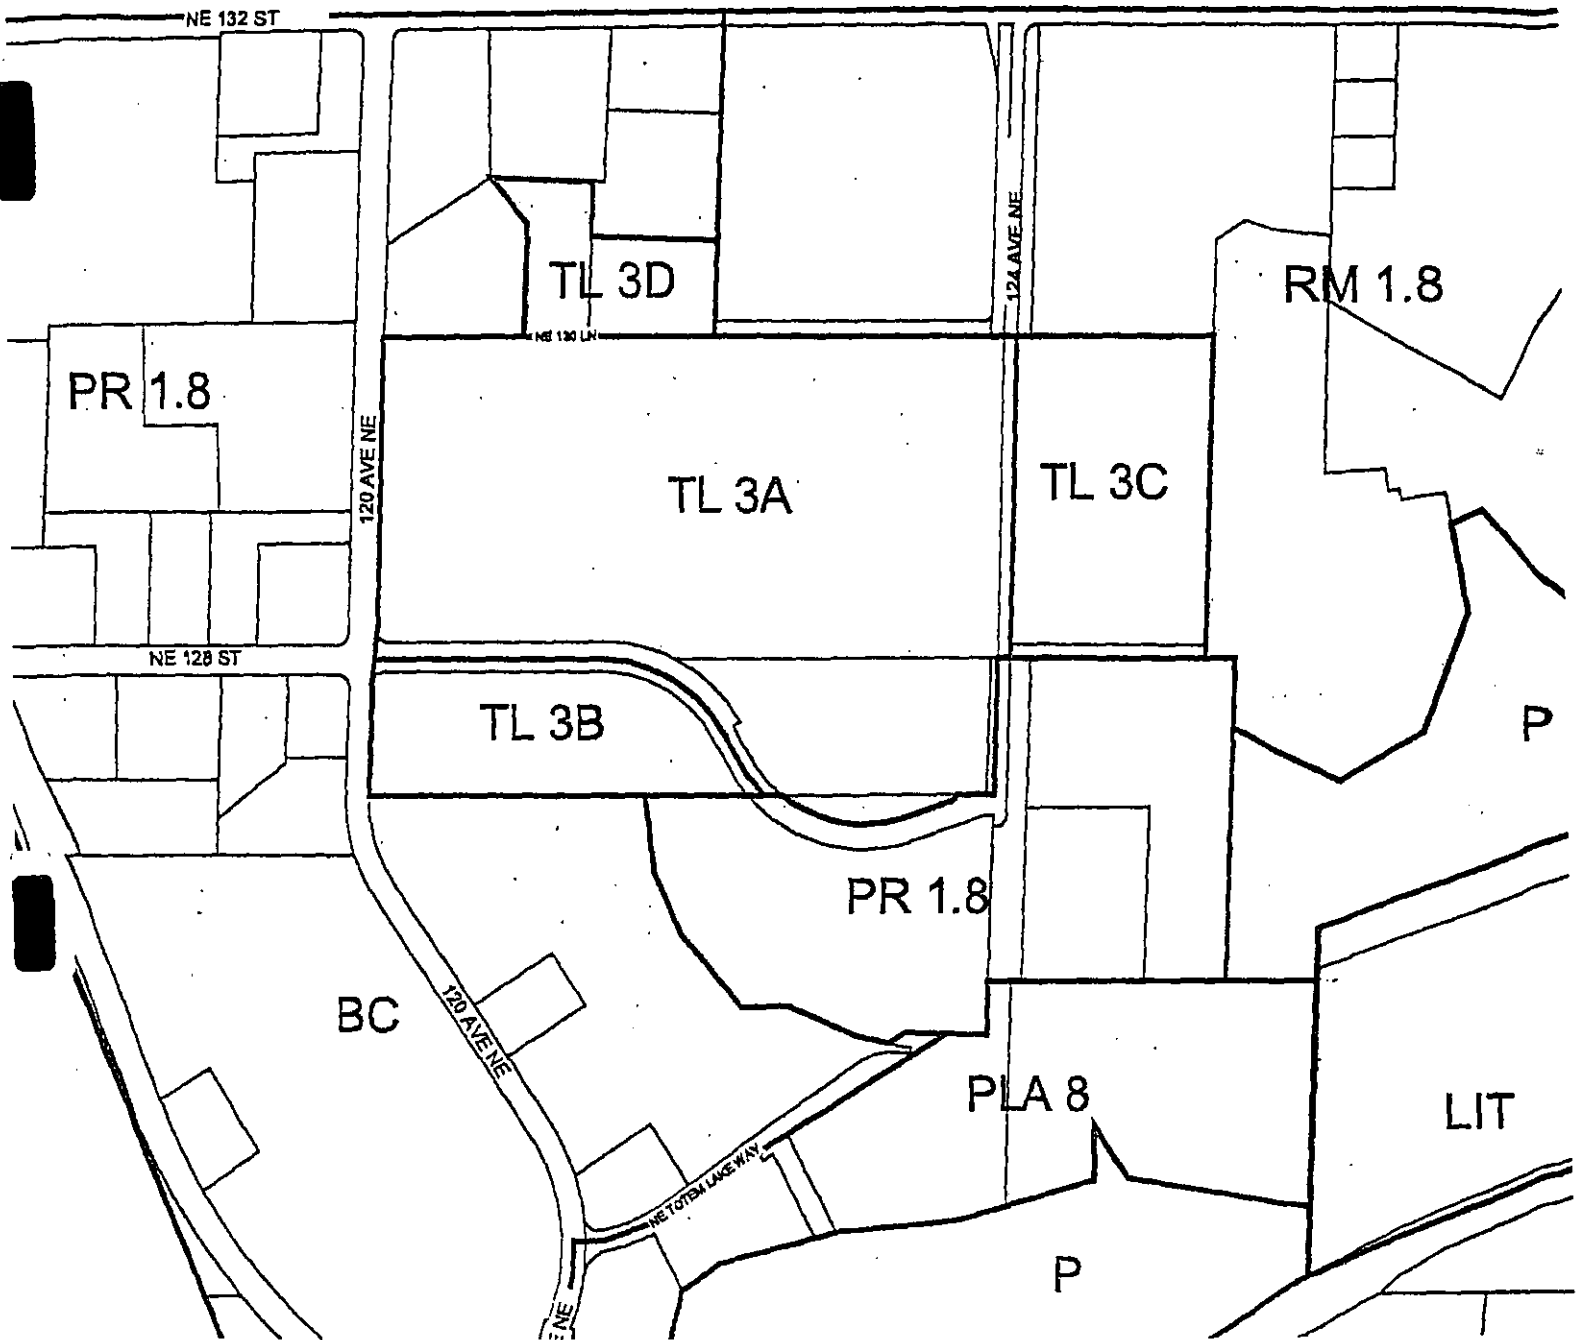 NE 132 ST
124 AVE NE
TL 3D
RM 1.8
NE 130 LN
PR 1.8
120 AVE NE
TL 3A
TL 3C
NE 128 ST
TL 3B
P
PR 1.8
BC
120 AVE NE
PLA 8
LIT
NE TOTEM LAKE WAY
P
E NE